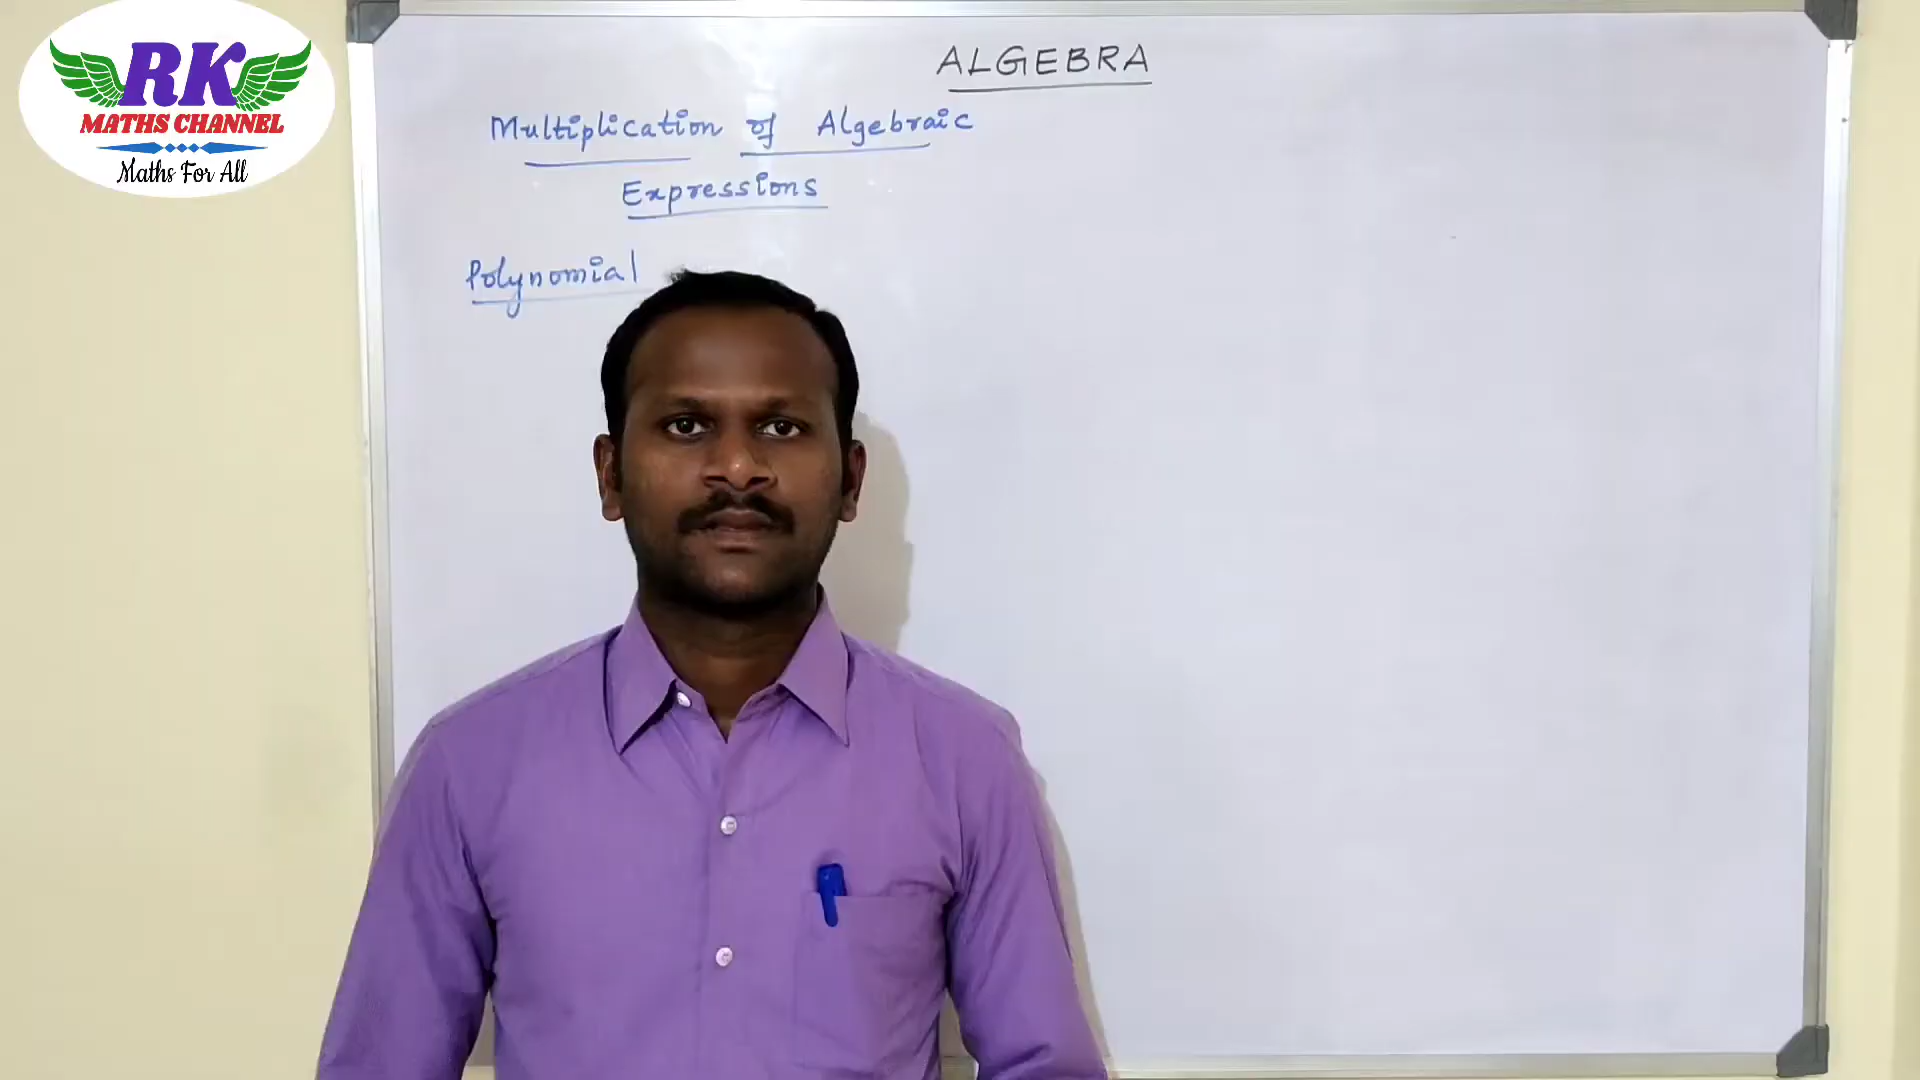 RK
MATHS CHANNEL
Maths For All
ALGEBRA
Multiplication of Algebraic
Expressions
Polynomial